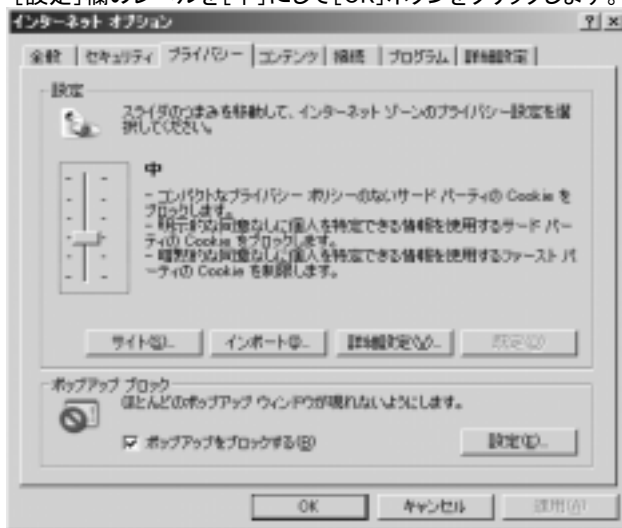 [設定]欄のレールを[中]にして[OK]ボタンをクリックします。
インターネット オプション
全般 セキュリティ プライバシー コンテンツ 接続 プログラム 詳細設定
設定
スライダのつまみを移動して、インターネット ゾーンのプライバシー設定を選
択してください。
中
- コンパクトなプライバシー ポリシーのないサード パーティの Cookie を
ブロックします。
- 明示的な同意なしに個人を特定できる情報を使用するサード パー
ティの Cookie をブロックします。
- 暗黙的な同意なしに個人を特定できる情報を使用するファースト パ
ーティの Cookie を制限します。
サイト(S)... インポート(I)... 詳細設定(V)... 既定(D)
ポップアップ ブロック
ほとんどのポップアップ ウィンドウが現れないようにします。
ポップアップをブロックする(B) 設定(E)...
OK キャンセル 適用(A)